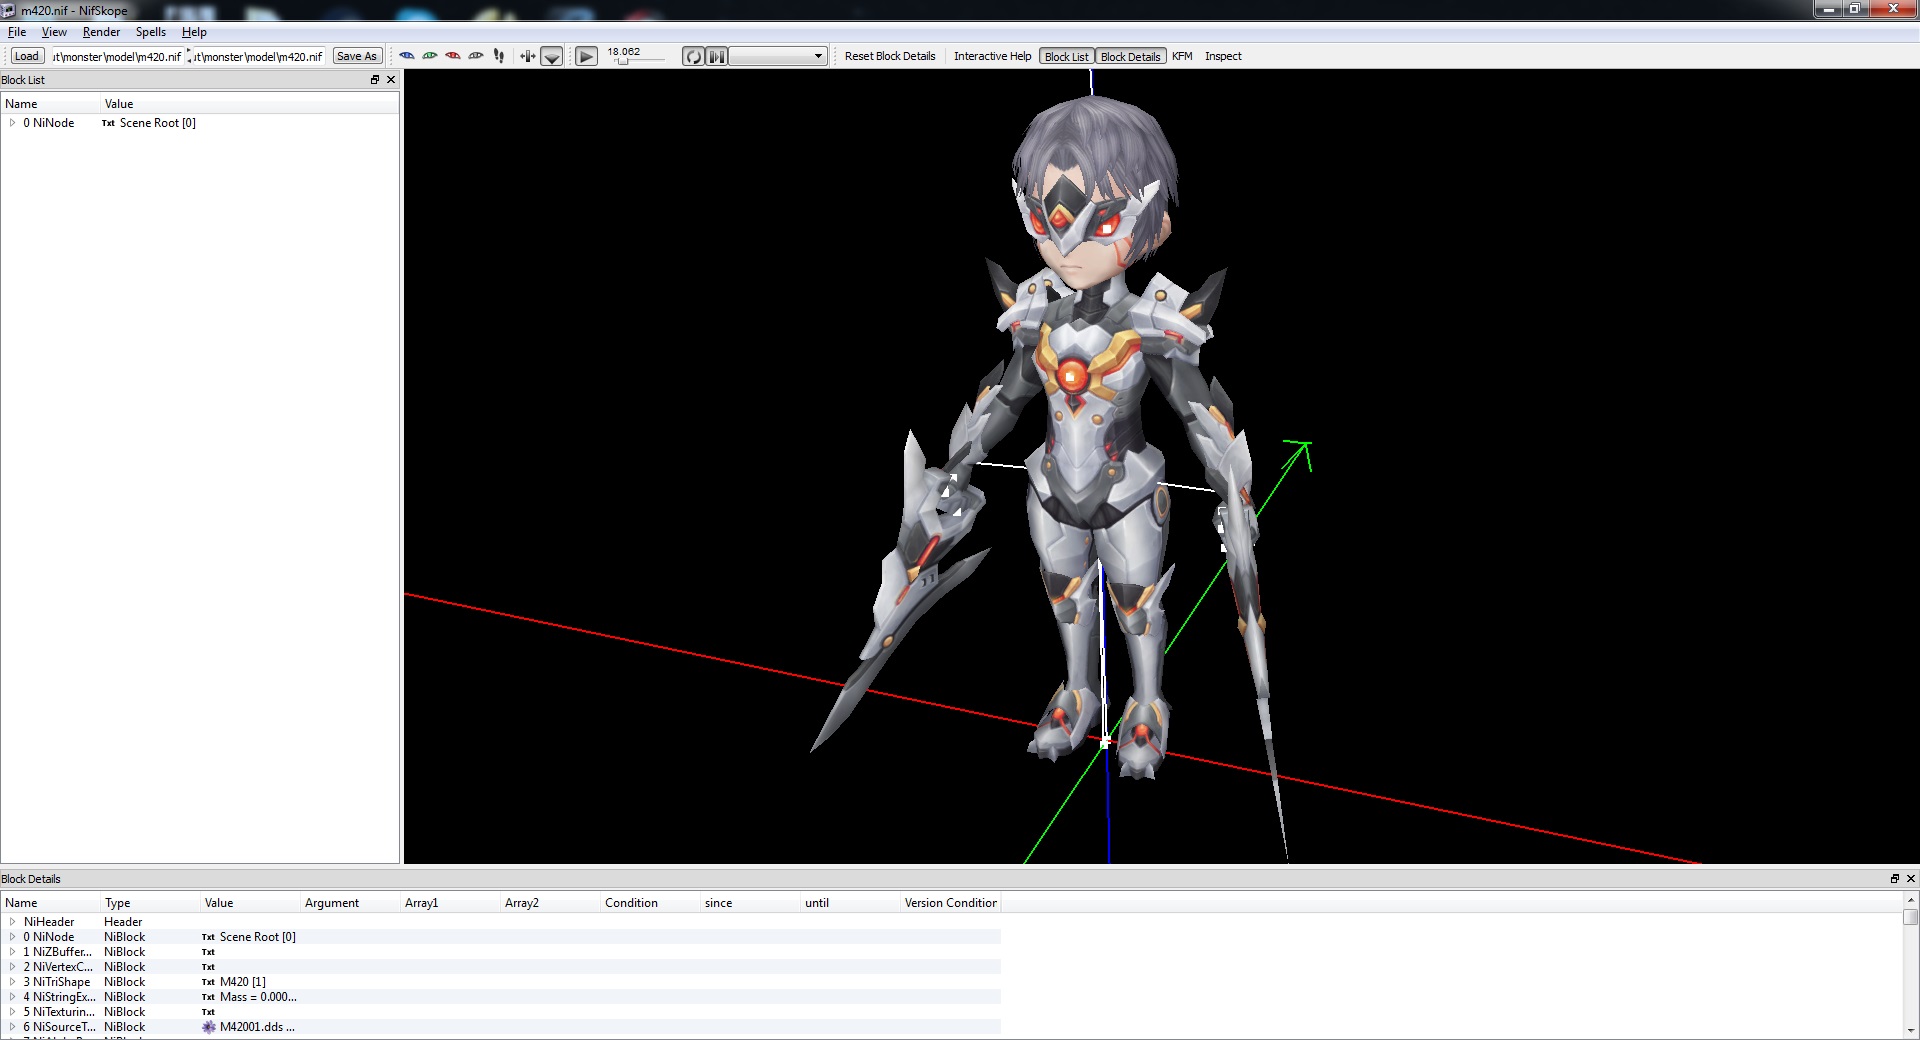 m420.nif - NifSkope
File View Render Spells Help
Load ut\monster\model\m420.nif ut\monster\model\m420.nif Save As 18.062 Reset Block Details Interactive Help Block List Block Details KFM Inspect
Block List
Name Value
0 NiNode Txt Scene Root [0]
Block Details
Name Type Value Argument Array1 Array2 Condition since until Version Condition
NiHeader Header
0 NiNode NiBlock Txt Scene Root [0]
1 NiZBuffer... NiBlock Txt
2 NiVertexC... NiBlock Txt
3 NiTriShape NiBlock Txt M420 [1]
4 NiStringEx... NiBlock Txt Mass = 0.000...
5 NiTexturin... NiBlock Txt
6 NiSourceT... NiBlock M42001.dds ...